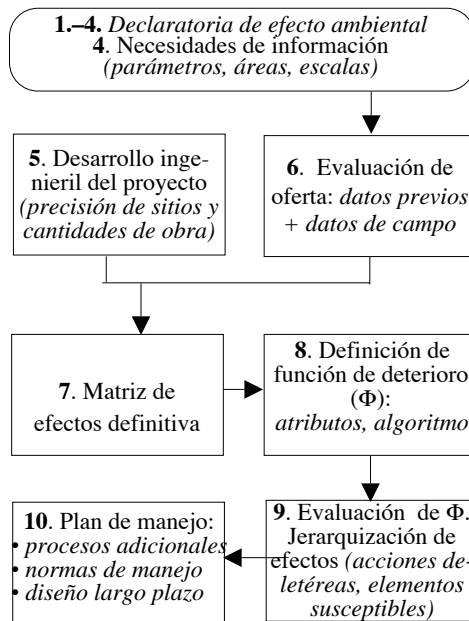 1.–4. Declaratoria de efecto ambiental
4. Necesidades de información
(parámetros, áreas, escalas)
5. Desarrollo inge-
nieril del proyecto
(precisión de sitios y
cantidades de obra)
6. Evaluación de
oferta: datos previos
+ datos de campo
7. Matriz de
efectos definitiva
8. Definición de
función de deterioro
(Φ):
atributos, algoritmo
9. Evaluación de Φ.
Jerarquización de
efectos (acciones de-
letéreas, elementos
susceptibles)
10. Plan de manejo:
• procesos adicionales
• normas de manejo
• diseño largo plazo